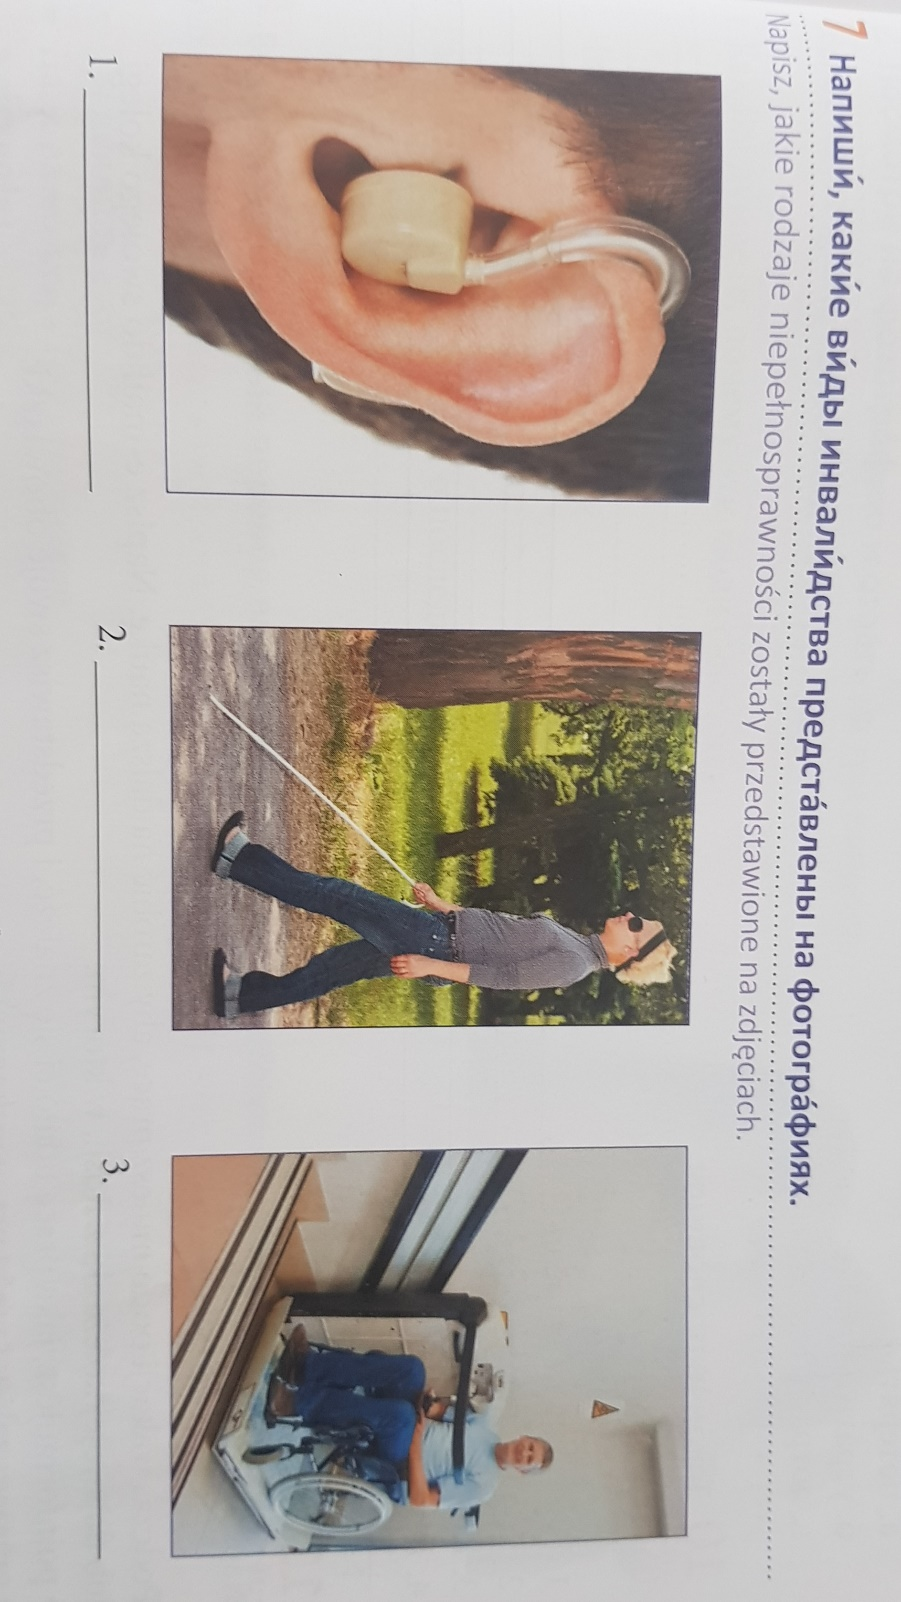 7 Напиши́, каки́е ви́ды инвали́дства предста́влены на фотогра́фиях.
Napisz, jakie rodzaje niepełnosprawności zostały przedstawione na zdjęciach.
1.
2.
3.